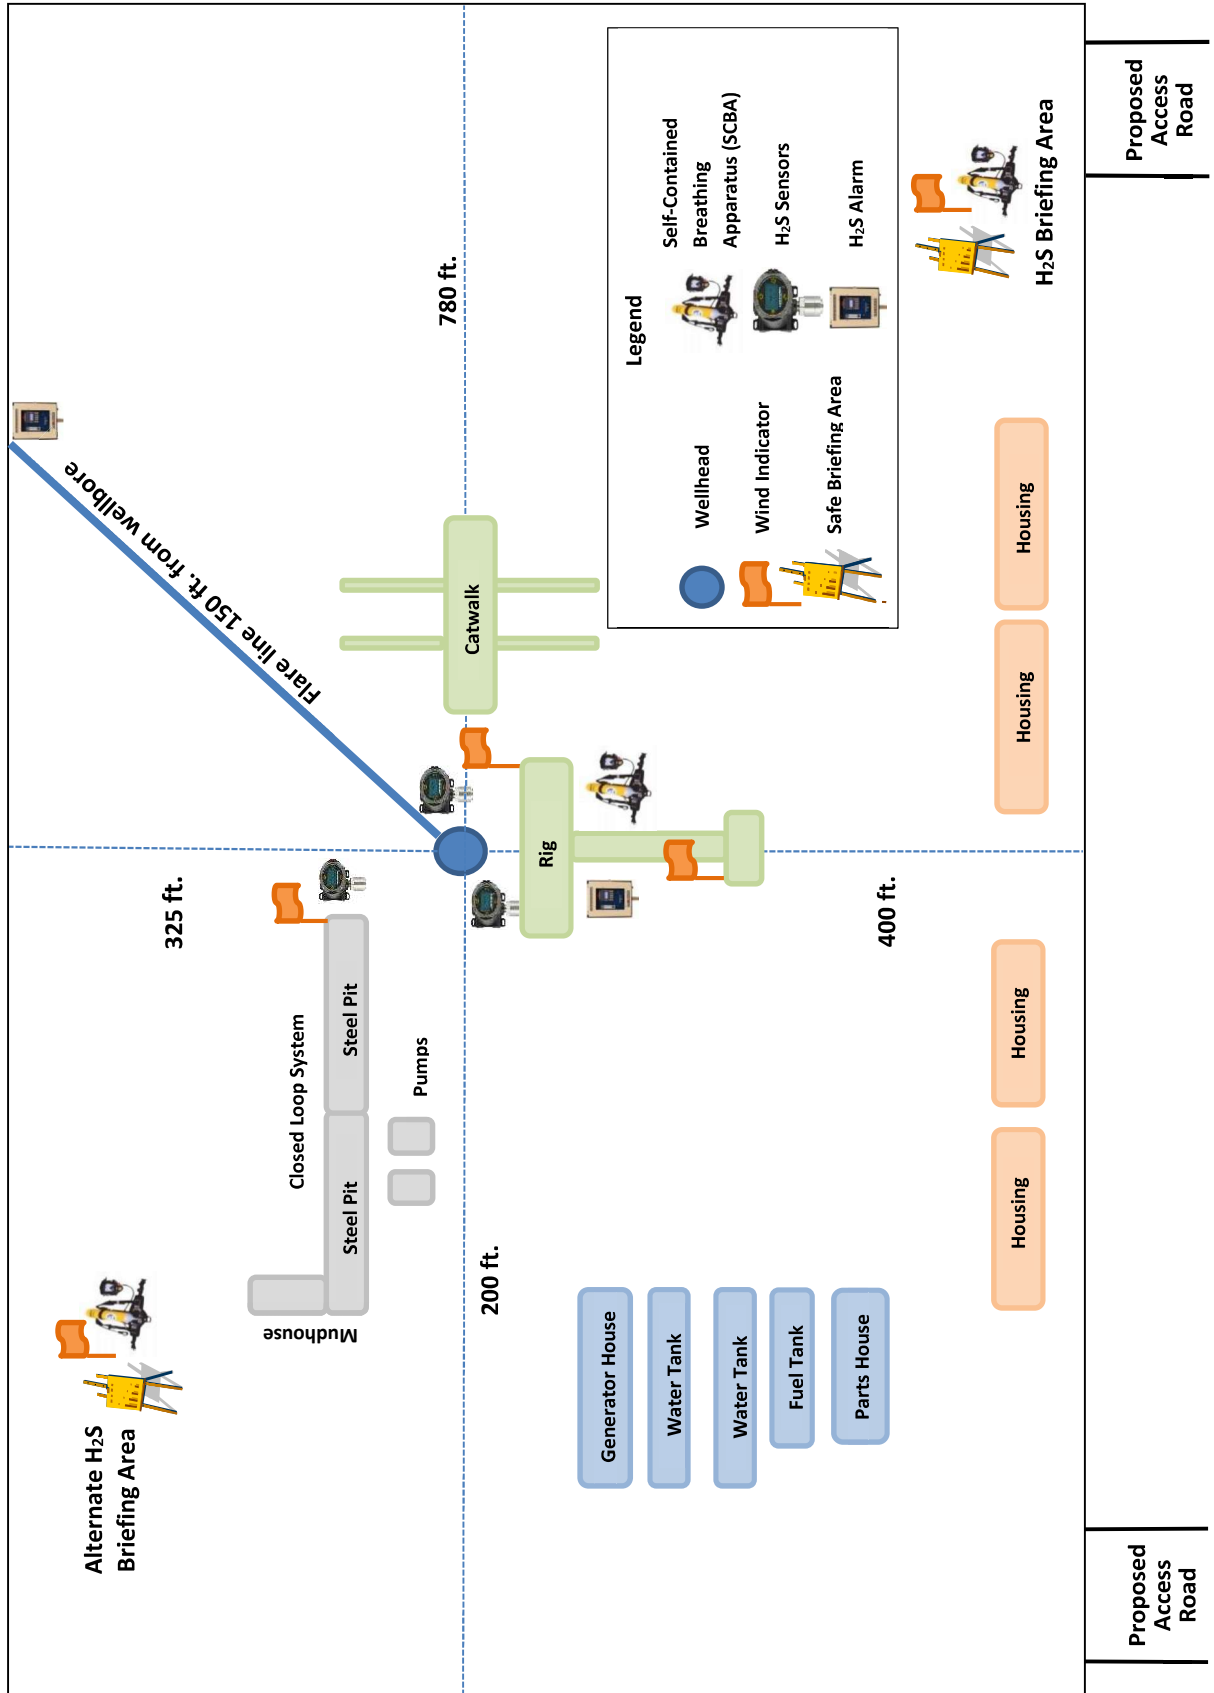 Alternate H₂S
Briefing Area
Mudhouse
Closed Loop System
Steel Pit
Steel Pit
Pumps
325 ft.
Flare line 150 ft. from wellbore
780 ft.
200 ft.
400 ft.
Catwalk
Rig
Generator House
Water Tank
Water Tank
Fuel Tank
Parts House
Housing
Housing
Housing
Housing
Legend
Wellhead
Wind Indicator
Safe Briefing Area
Self-Contained
Breathing
Apparatus (SCBA)
H₂S Sensors
H₂S Alarm
H₂S Briefing Area
Proposed
Access
Road
Proposed
Access
Road